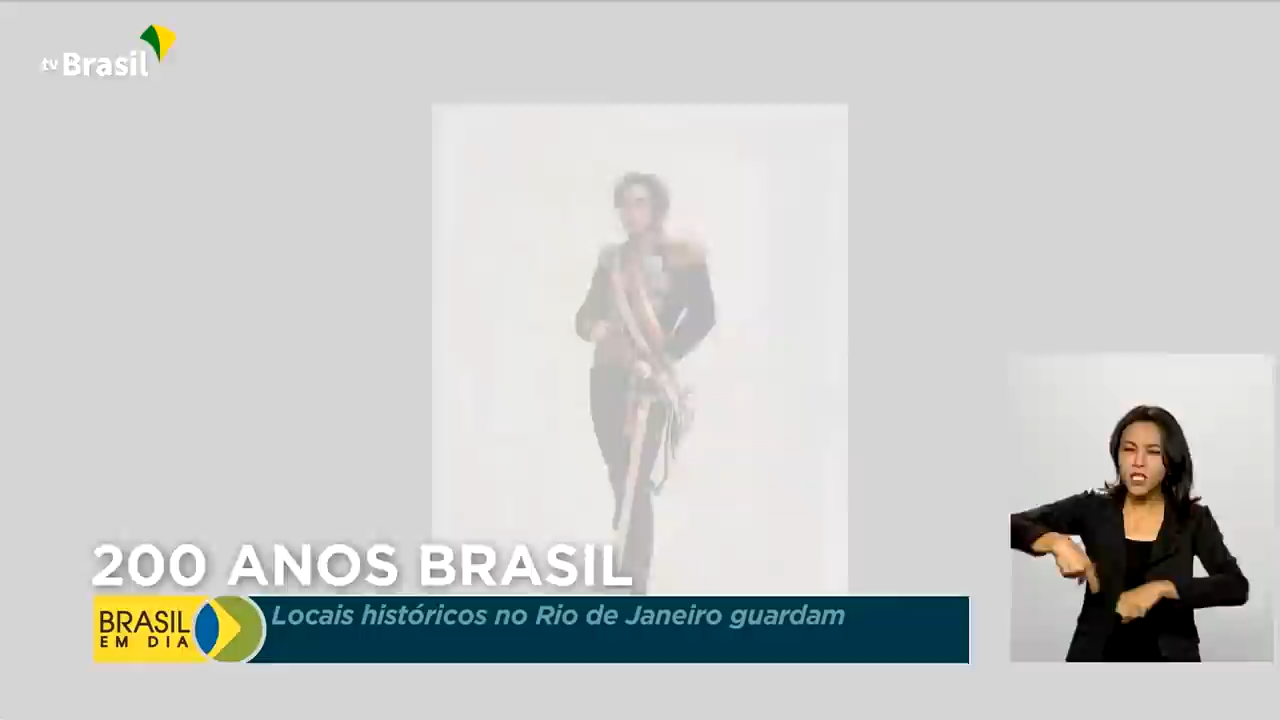 tv Brasil
200 ANOS BRASIL
BRASIL
EM DIA
Locais históricos no Rio de Janeiro guardam